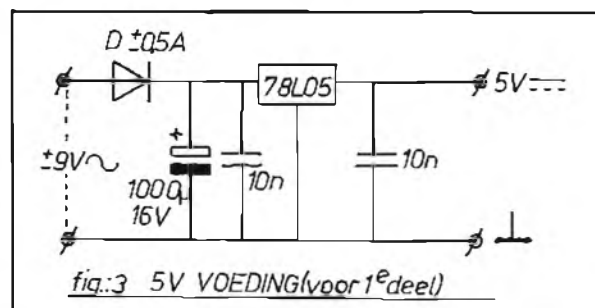 D ±0,5A
78L05
5V
+
±9V~
1000µ
16V
10n
10n
fig.:3 5V VOEDING(voor 1e deel)